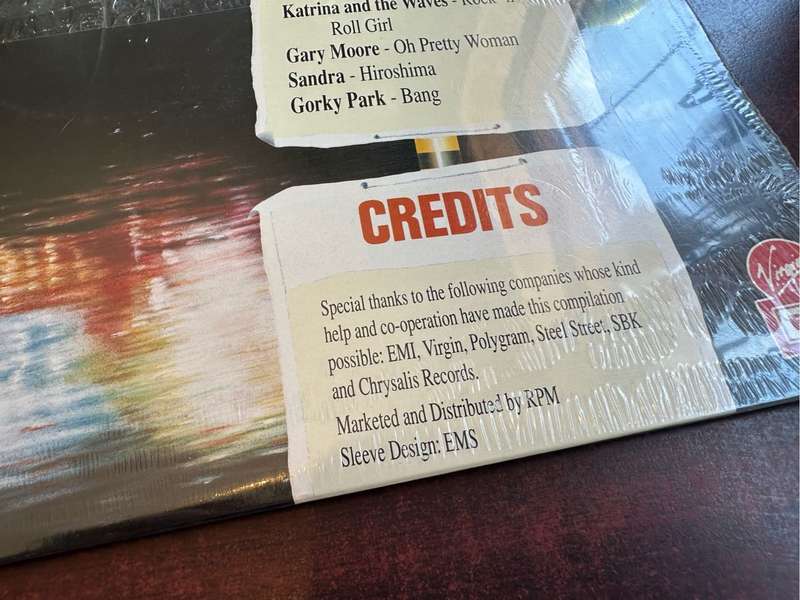 Katrina and the Waves - Rock 'n'
Roll Girl
Gary Moore - Oh Pretty Woman
Sandra - Hiroshima
Gorky Park - Bang
CREDITS
Special thanks to the following companies whose kind
help and co-operation have made this compilation
possible: EMI, Virgin, Polygram, Steel Street, SBK
and Chrysalis Records.
Marketed and Distributed by RPM
Sleeve Design: EMS
Virgin